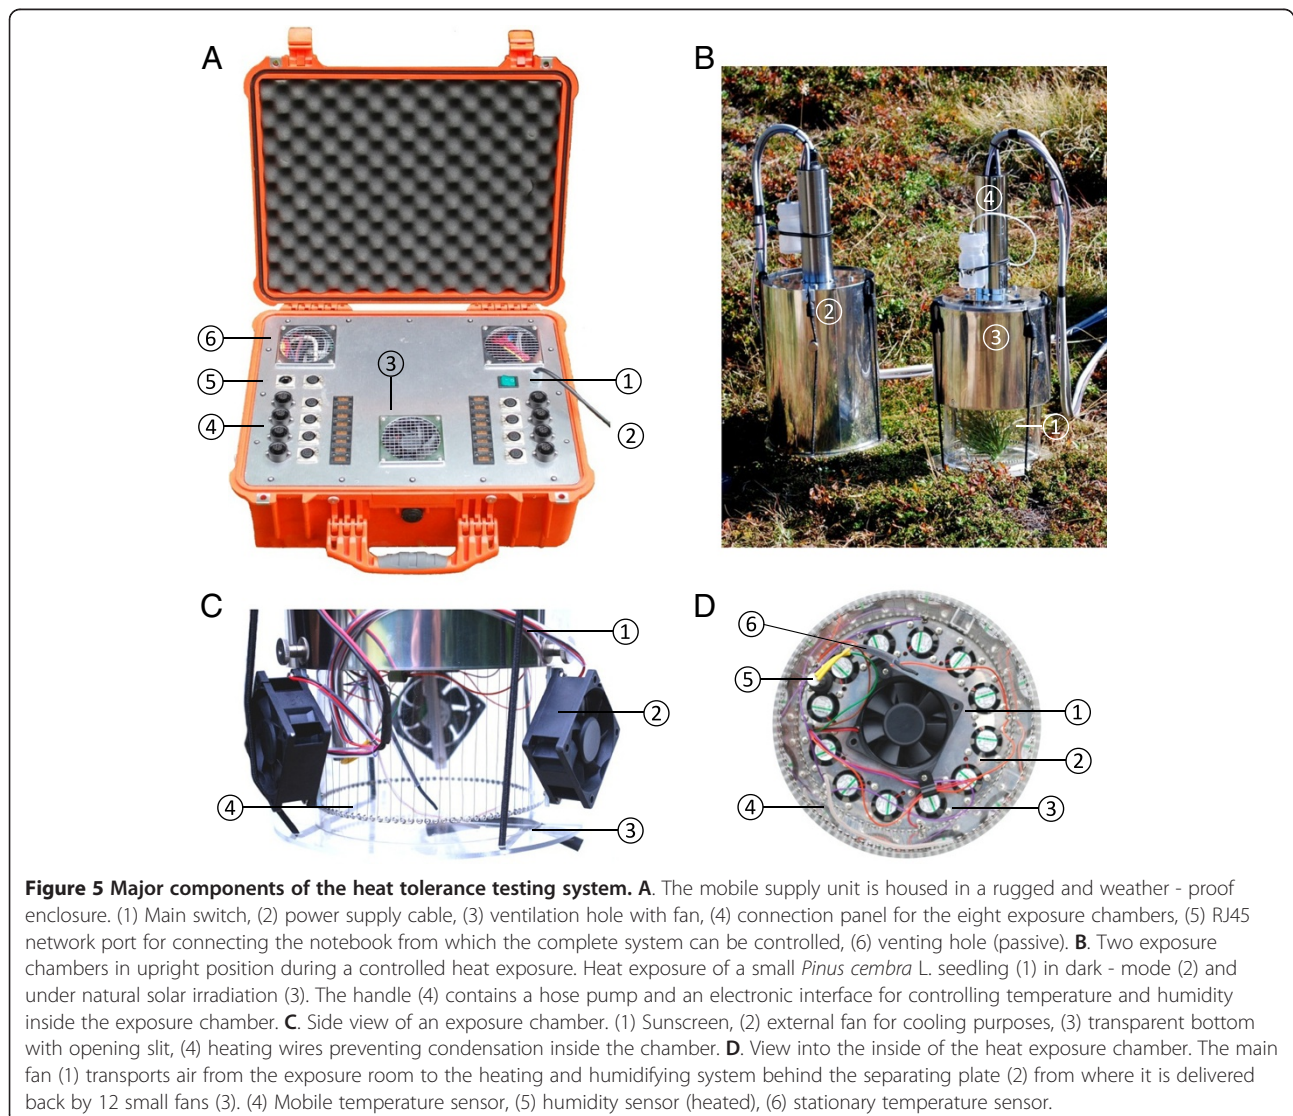 A
B
⑥
⑤
④
③
①
②
②
④
③
①
C
D
①
②
④
③
⑥
⑤
①
②
④
③
Figure 5 Major components of the heat tolerance testing system. A. The mobile supply unit is housed in a rugged and weather - proof
enclosure. (1) Main switch, (2) power supply cable, (3) ventilation hole with fan, (4) connection panel for the eight exposure chambers, (5) RJ45
network port for connecting the notebook from which the complete system can be controlled, (6) venting hole (passive). B. Two exposure
chambers in upright position during a controlled heat exposure. Heat exposure of a small Pinus cembra L. seedling (1) in dark - mode (2) and
under natural solar irradiation (3). The handle (4) contains a hose pump and an electronic interface for controlling temperature and humidity
inside the exposure chamber. C. Side view of an exposure chamber. (1) Sunscreen, (2) external fan for cooling purposes, (3) transparent bottom
with opening slit, (4) heating wires preventing condensation inside the chamber. D. View into the inside of the heat exposure chamber. The main
fan (1) transports air from the exposure room to the heating and humidifying system behind the separating plate (2) from where it is delivered
back by 12 small fans (3). (4) Mobile temperature sensor, (5) humidity sensor (heated), (6) stationary temperature sensor.